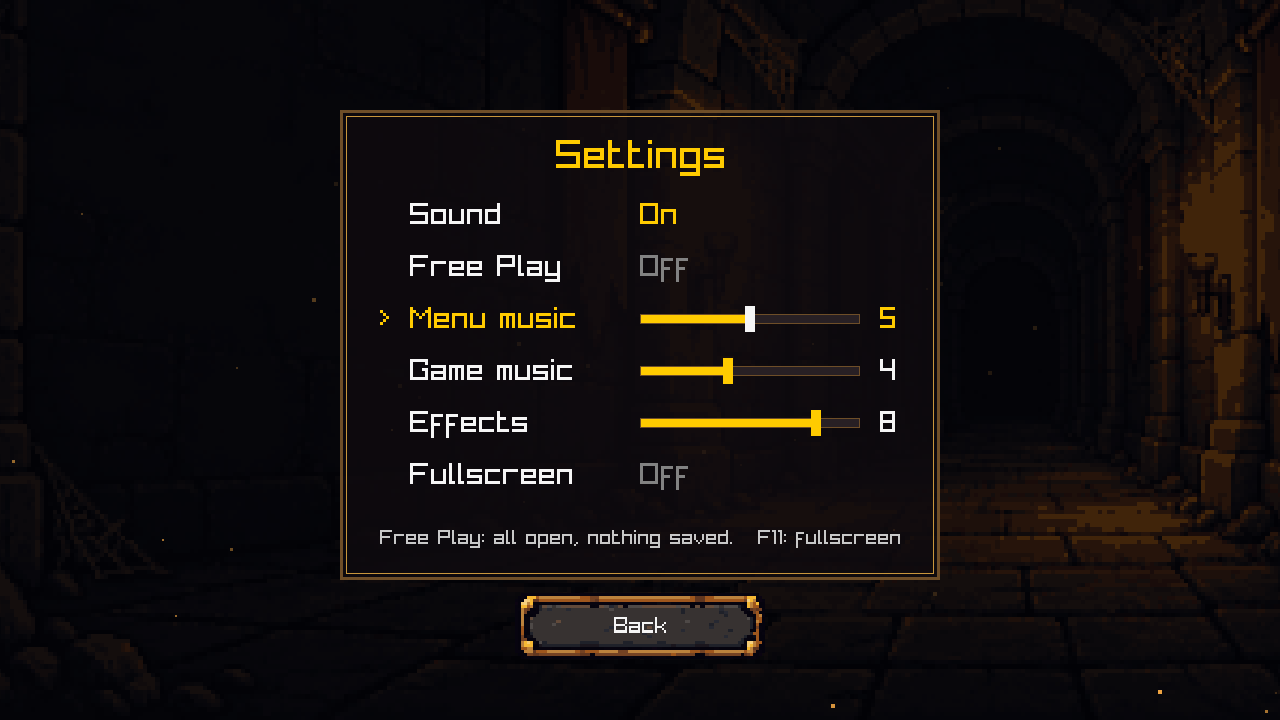 Settings
Sound On
Free Play Off
> Menu music 5
Game music 4
Effects 8
Fullscreen Off
Free Play: all open, nothing saved. F11: fullscreen
Back